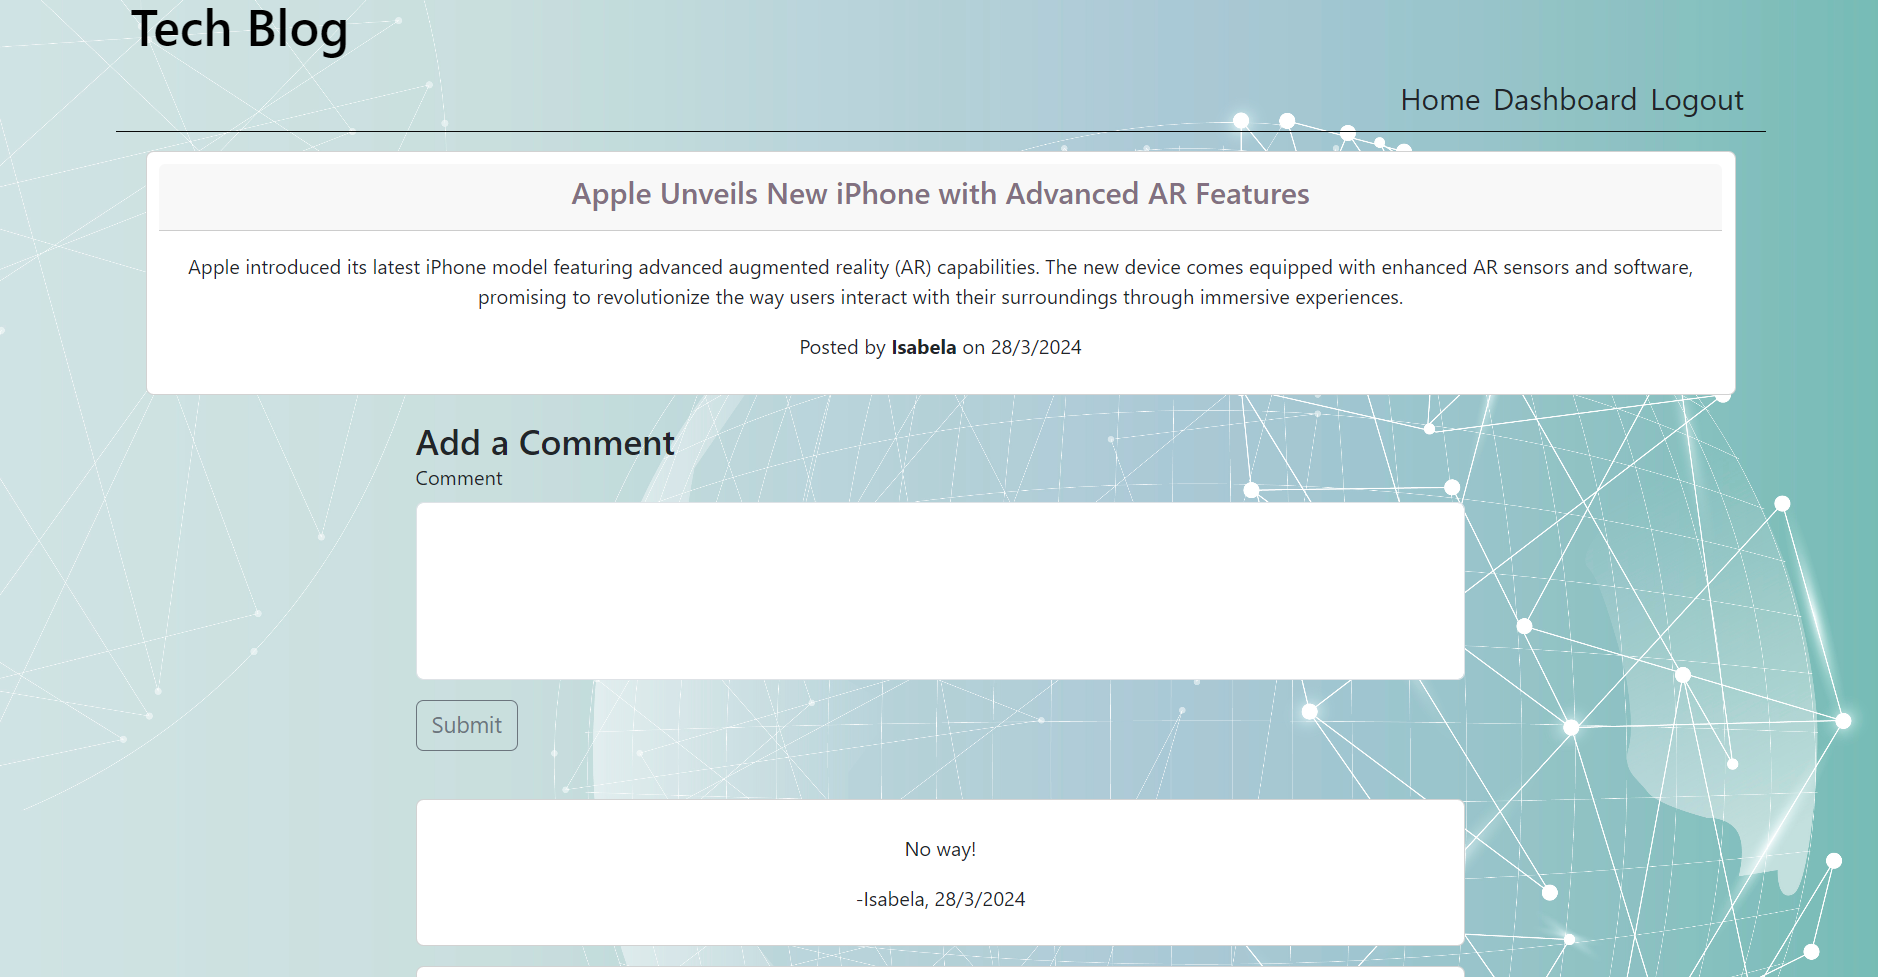 Tech Blog
Home Dashboard Logout
Apple Unveils New iPhone with Advanced AR Features
Apple introduced its latest iPhone model featuring advanced augmented reality (AR) capabilities. The new device comes equipped with enhanced AR sensors and software,
promising to revolutionize the way users interact with their surroundings through immersive experiences.
Posted by Isabela on 28/3/2024
Add a Comment
Comment
Submit
No way!
-Isabela, 28/3/2024